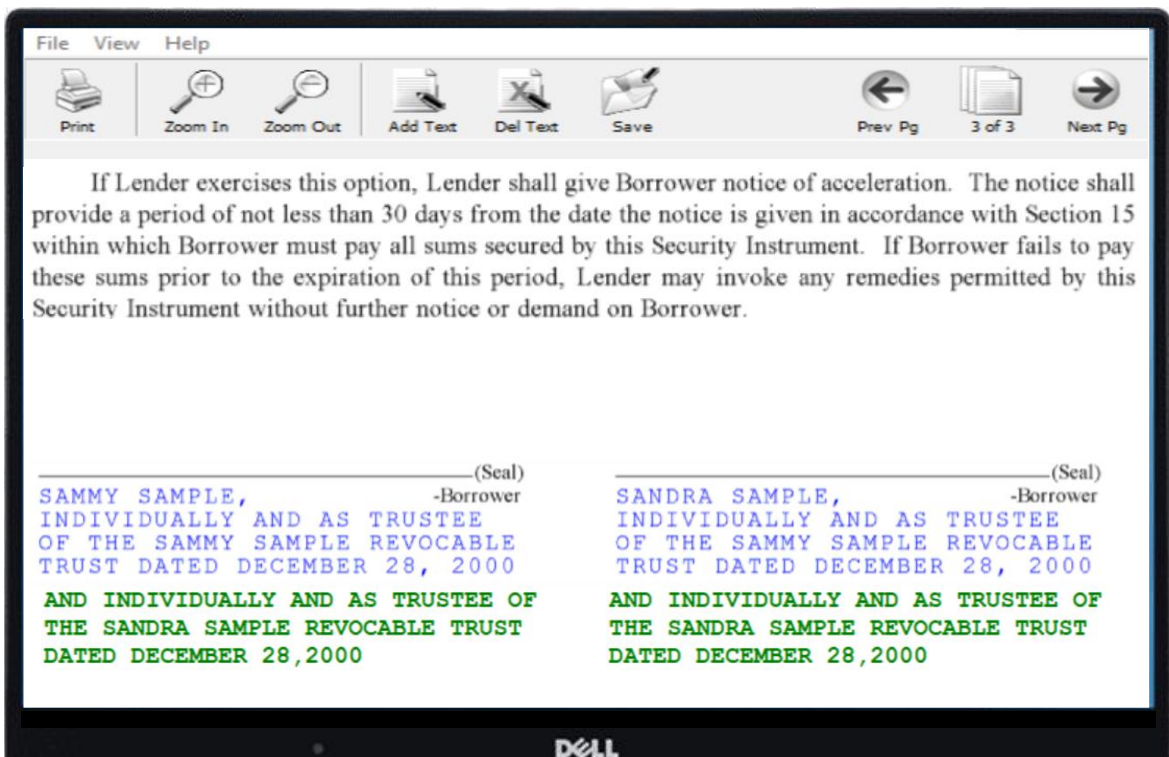 File View Help
Print Zoom In Zoom Out Add Text Del Text Save Prev Pg 3 of 3 Next Pg
If Lender exercises this option, Lender shall give Borrower notice of acceleration. The notice shall
provide a period of not less than 30 days from the date the notice is given in accordance with Section 15
within which Borrower must pay all sums secured by this Security Instrument. If Borrower fails to pay
these sums prior to the expiration of this period, Lender may invoke any remedies permitted by this
Security Instrument without further notice or demand on Borrower.
(Seal)
SAMMY SAMPLE, -Borrower
INDIVIDUALLY AND AS TRUSTEE
OF THE SAMMY SAMPLE REVOCABLE
TRUST DATED DECEMBER 28, 2000
AND INDIVIDUALLY AND AS TRUSTEE OF
THE SANDRA SAMPLE REVOCABLE TRUST
DATED DECEMBER 28,2000
(Seal)
SANDRA SAMPLE, -Borrower
INDIVIDUALLY AND AS TRUSTEE
OF THE SAMMY SAMPLE REVOCABLE
TRUST DATED DECEMBER 28, 2000
AND INDIVIDUALLY AND AS TRUSTEE OF
THE SANDRA SAMPLE REVOCABLE TRUST
DATED DECEMBER 28,2000
DELL